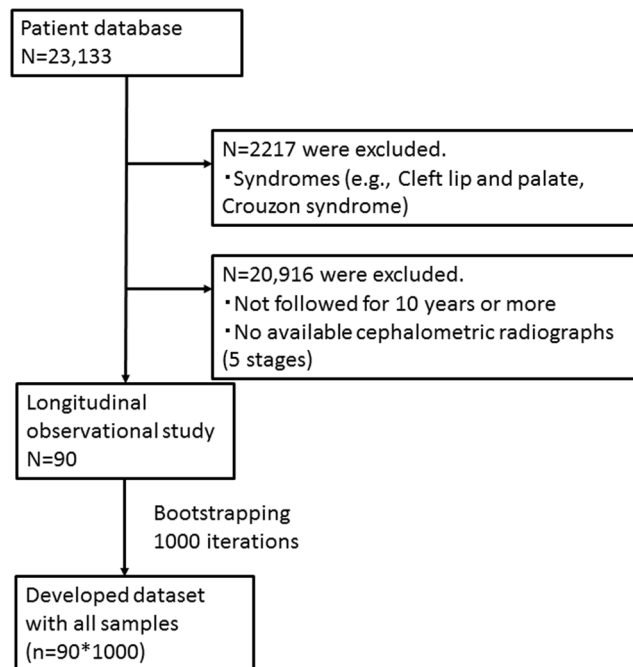 Patient database
N=23,133
N=2217 were excluded.
・Syndromes (e.g., Cleft lip and palate,
Crouzon syndrome)
N=20,916 were excluded.
・Not followed for 10 years or more
・No available cephalometric radiographs
(5 stages)
Longitudinal
observational study
N=90
Bootstrapping
1000 iterations
Developed dataset
with all samples
(n=90*1000)